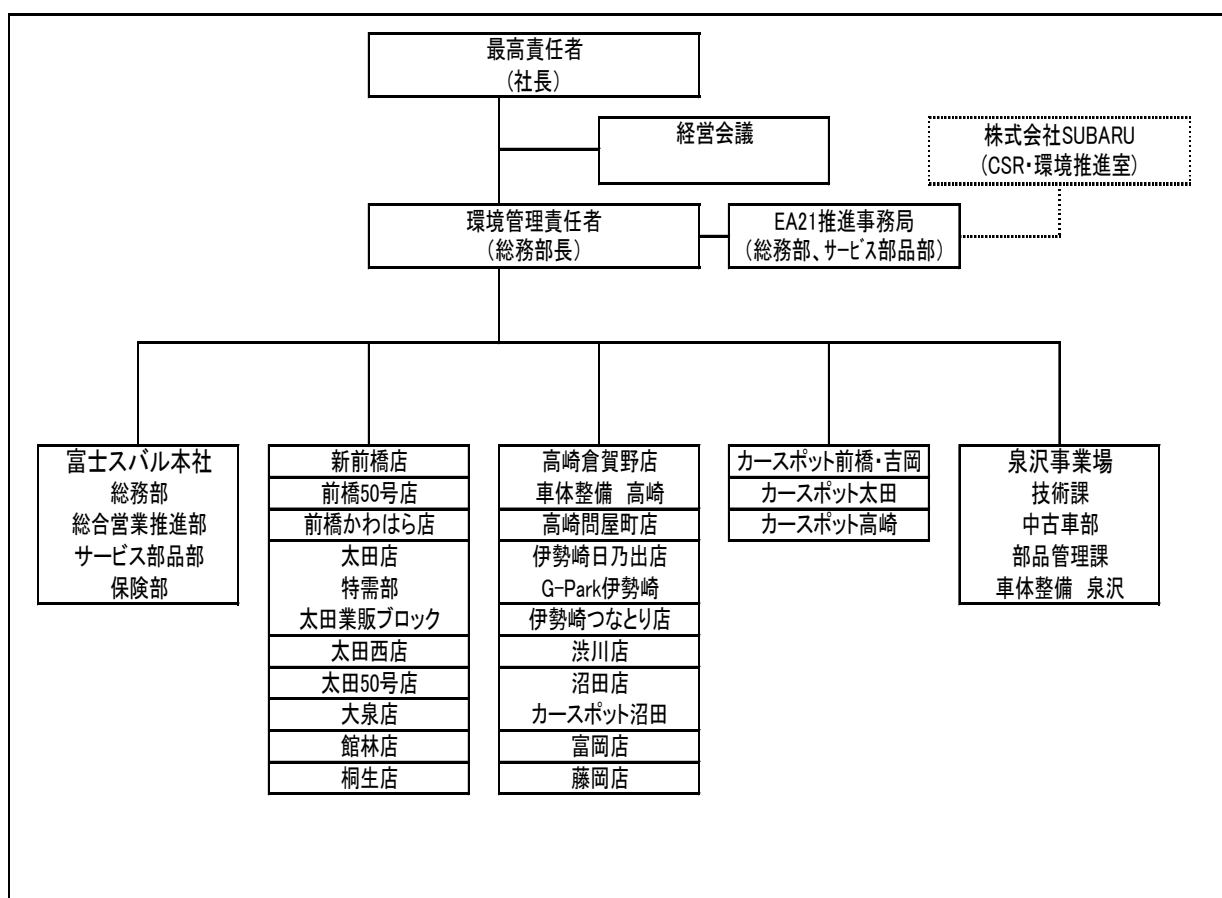 最高責任者
(社長)
経営会議
株式会社SUBARU
(CSR・環境推進室)
環境管理責任者
(総務部長)
EA21推進事務局
(総務部、サービス部品部)
富士スバル本社
総務部
総合営業推進部
サービス部品部
保険部
新前橋店
前橋50号店
前橋かわはら店
太田店
特需部
太田業販ブロック
太田西店
太田50号店
大泉店
館林店
桐生店
高崎倉賀野店
車体整備 高崎
高崎問屋町店
伊勢崎日乃出店
G-Park伊勢崎
伊勢崎つなとり店
渋川店
沼田店
カースポット沼田
富岡店
藤岡店
カースポット前橋・吉岡
カースポット太田
カースポット高崎
泉沢事業場
技術課
中古車部
部品管理課
車体整備 泉沢